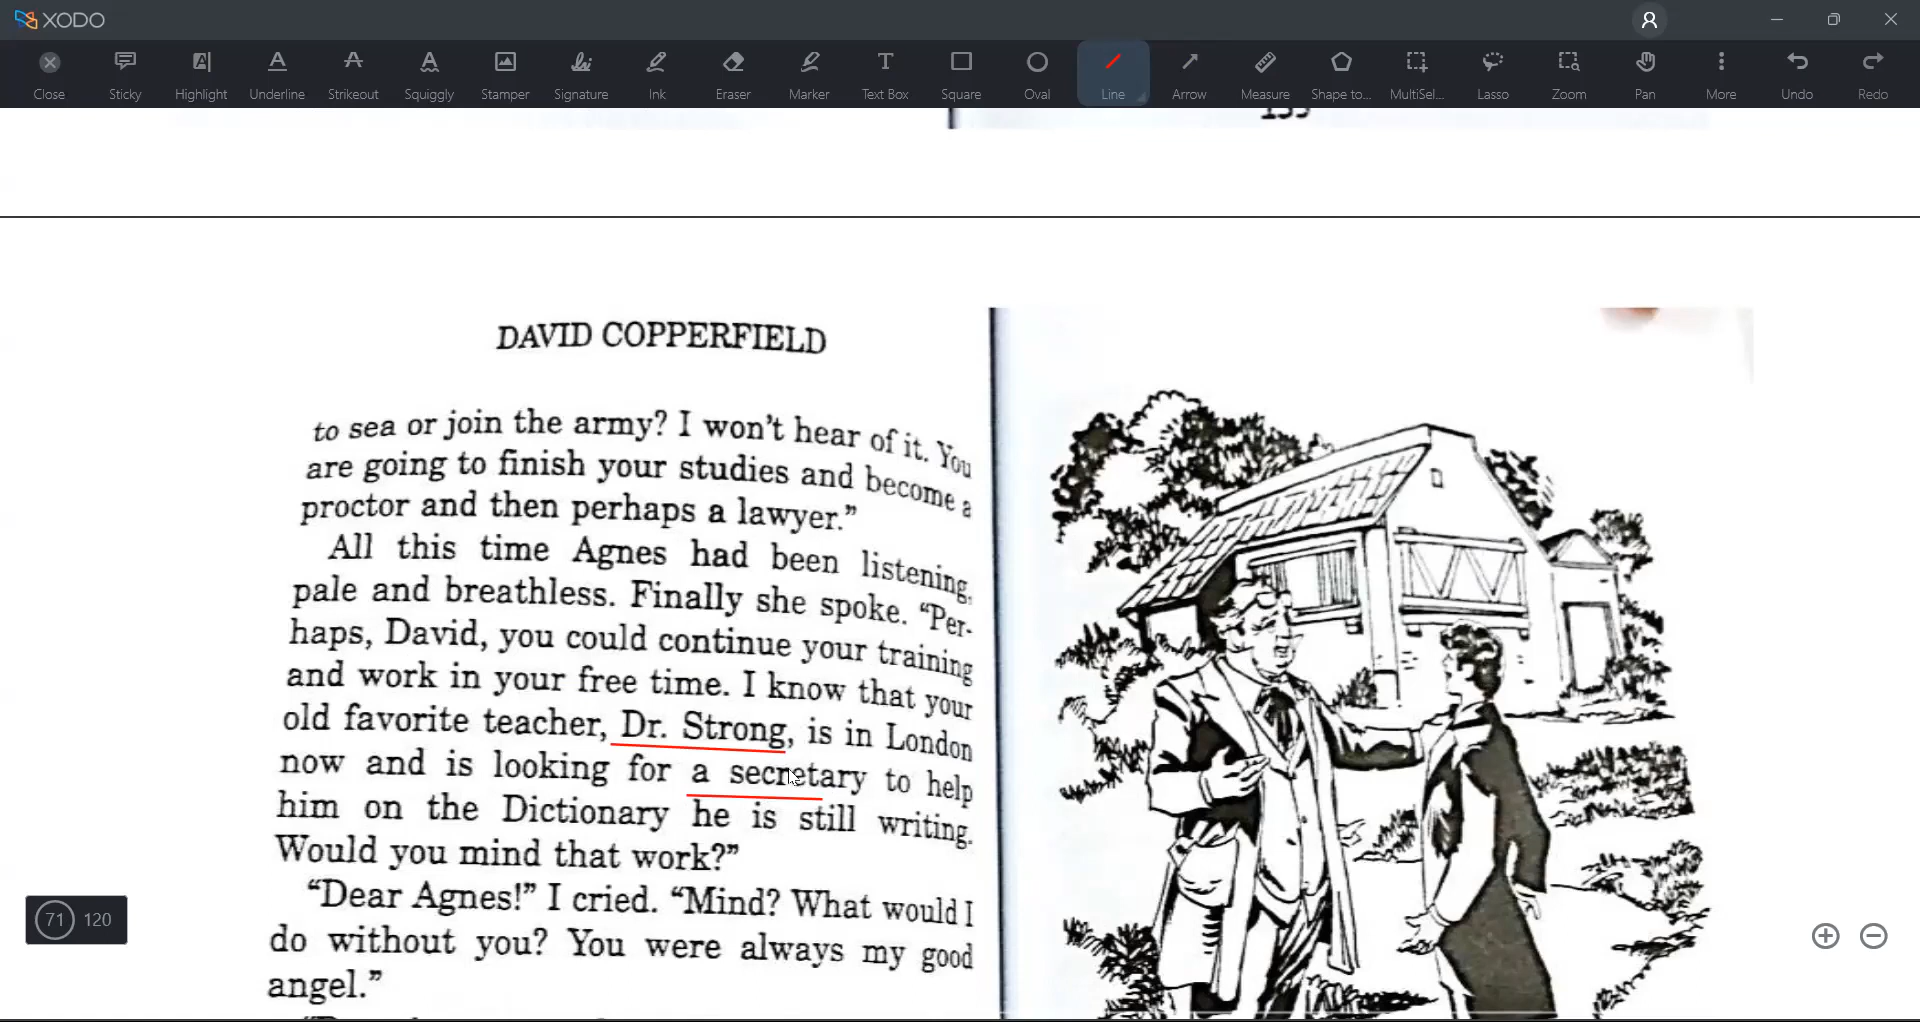 XODO
Close
Sticky
Highlight
Underline
Strikeout
Squiggly
Stamper
Signature
Ink
Eraser
Marker
Text Box
Square
Oval
Line
Arrow
Measure
Shape to...
MultiSel...
Lasso
Zoom
Pan
More
Undo
Redo
DAVID COPPERFIELD
to sea or join the army? I won't hear of it. You
are going to finish your studies and become a
proctor and then perhaps a lawyer."
All this time Agnes had been listening,
pale and breathless. Finally she spoke. "Per-
haps, David, you could continue your training
and work in your free time. I know that your
old favorite teacher, Dr. Strong, is in London
now and is looking for a secretary to help
him on the Dictionary he is still writing.
Would you mind that work?"
"Dear Agnes!" I cried. "Mind? What would I
do without you? You were always my good
angel."
71 120